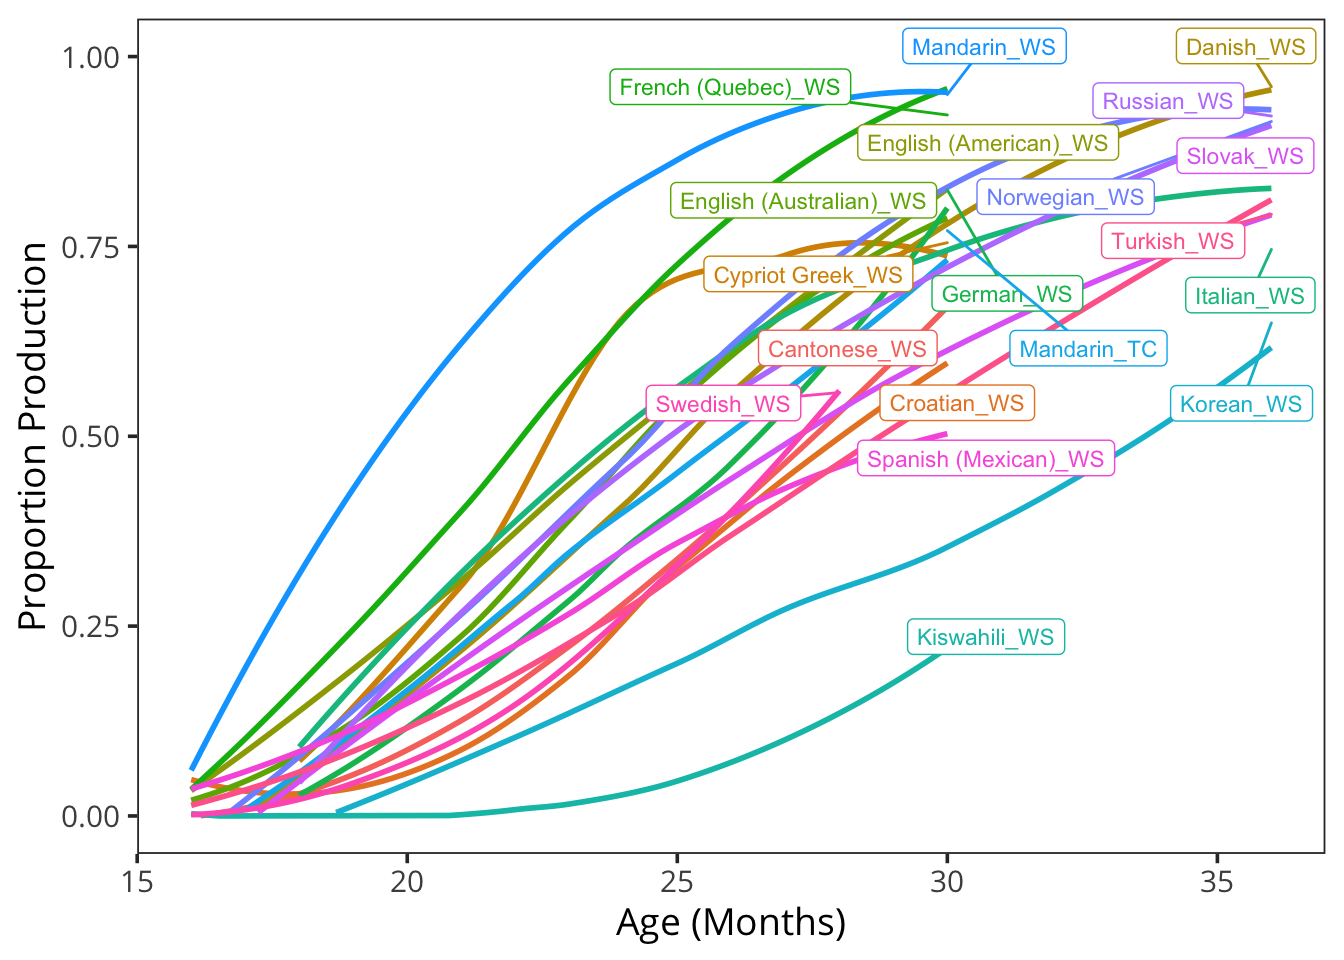 1.00
0.75
0.50
0.25
0.00
Proportion Production
Mandarin_WS
Danish_WS
French (Quebec)_WS
Russian_WS
English (American)_WS
Slovak_WS
English (Australian)_WS
Norwegian_WS
Turkish_WS
Cypriot Greek_WS
German_WS
Italian_WS
Cantonese_WS
Mandarin_TC
Swedish_WS
Croatian_WS
Korean_WS
Spanish (Mexican)_WS
Kiswahili_WS
15
20
25
30
35
Age (Months)